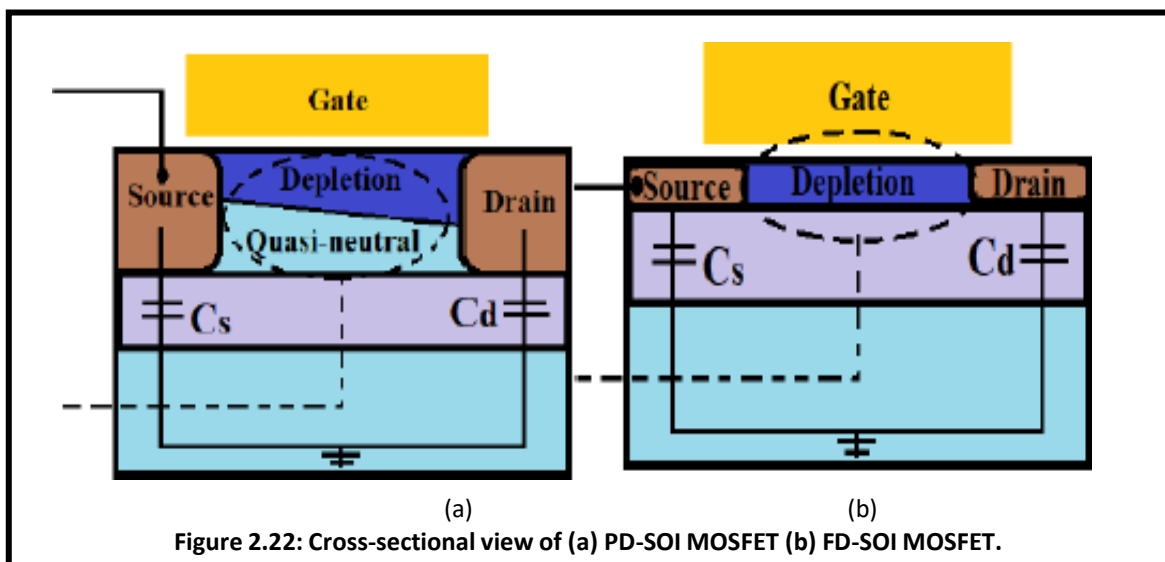 Gate
Depletion
Source
Drain
Quasi-neutral
Cs
Cd
Gate
Source
Depletion
Drain
Cs
Cd
(a)
(b)
Figure 2.22: Cross-sectional view of (a) PD-SOI MOSFET (b) FD-SOI MOSFET.